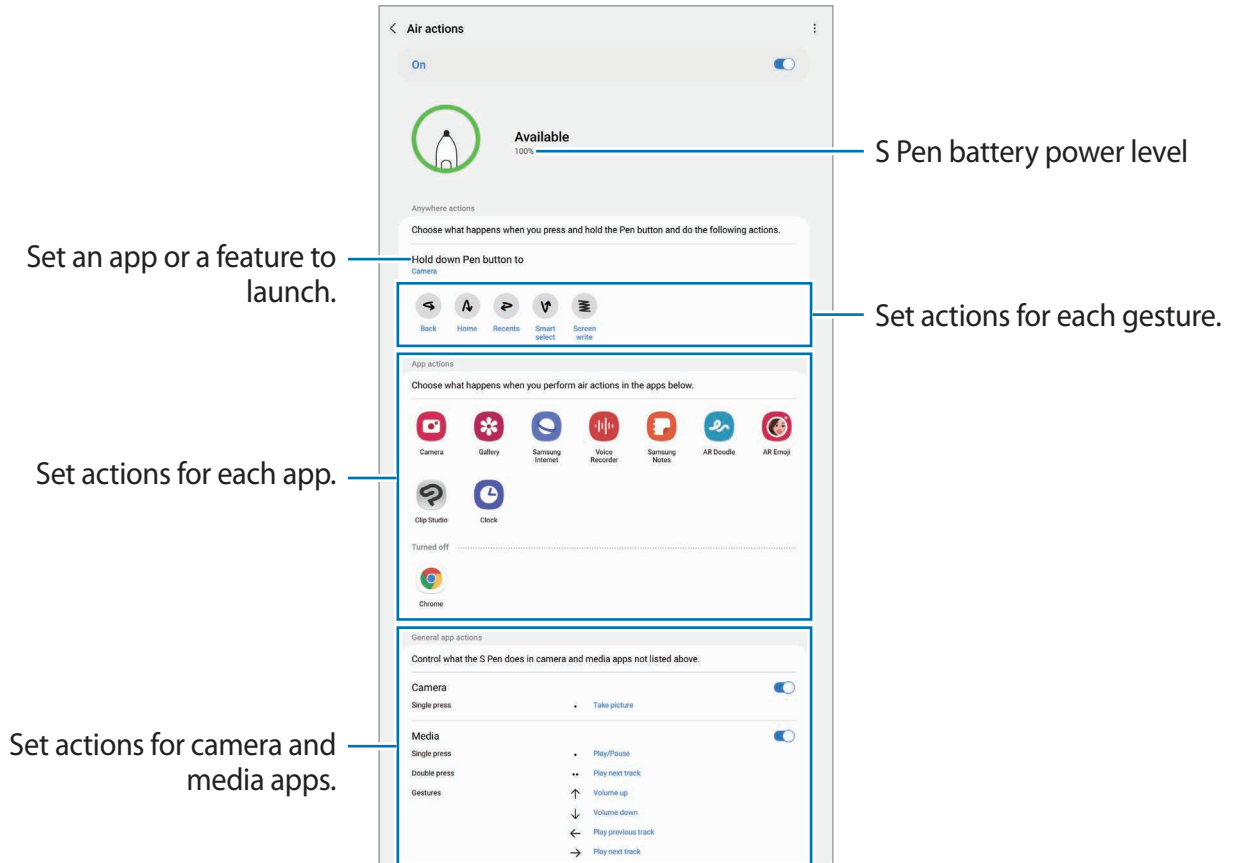 Air actions
On
Available
100%
S Pen battery power level
Anywhere actions
Choose what happens when you press and hold the Pen button and do the following actions.
Set an app or a feature to
launch.
Hold down Pen button to
Camera
Back Home Recents Smart
select Screen
write
Set actions for each gesture.
App actions
Choose what happens when you perform air actions in the apps below.
Camera Gallery Samsung
Internet Voice
Recorder Samsung
Notes AR Doodle AR Emoji
Set actions for each app.
Clip Studio Clock
Turned off
Chrome
General app actions
Control what the S Pen does in camera and media apps not listed above.
Camera
Single press • Take picture
Set actions for camera and
media apps.
Media
Single press • Play/Pause
Double press •• Play next track
Gestures ↑ Volume up
↓ Volume down
← Play previous track
→ Play next track